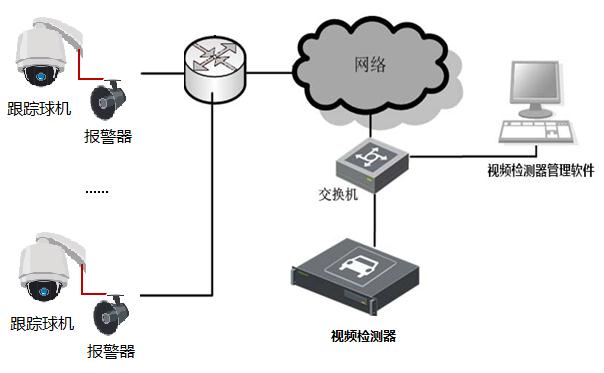 网络
跟踪球机
报警器
......
交换机
视频检测器管理软件
跟踪球机
报警器
视频检测器